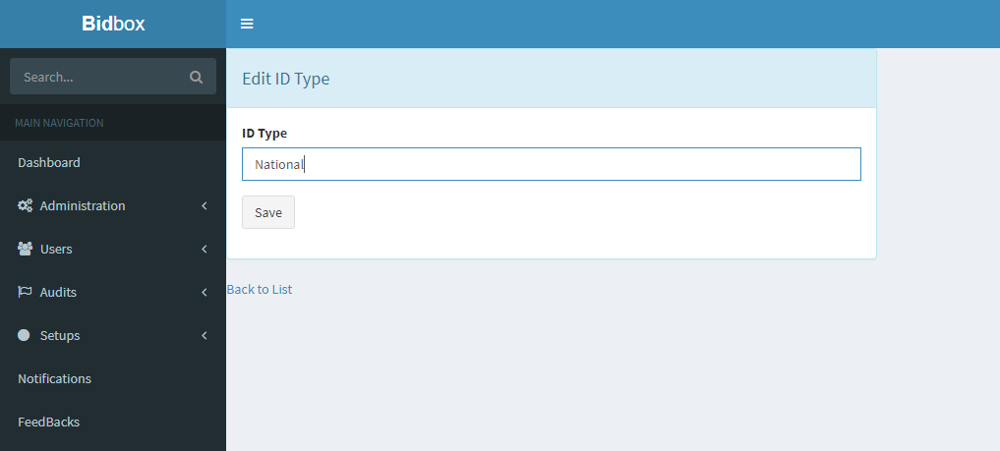 Bidbox
Search...
MAIN NAVIGATION
Dashboard
Administration
Users
Audits
Setups
Notifications
FeedBacks
Edit ID Type
ID Type
National
Save
Back to List